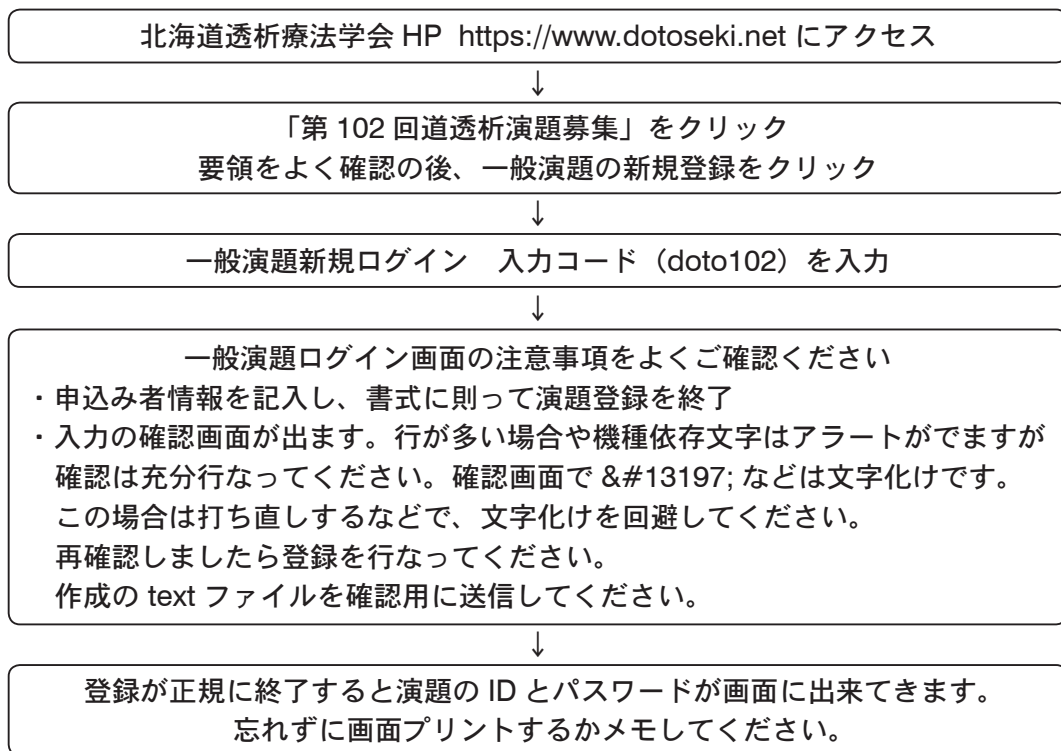 北海道透析療法学会 HP https://www.dotoseki.net にアクセス
↓
「第 102 回道透析演題募集」をクリック
要領をよく確認の後、一般演題の新規登録をクリック
↓
一般演題新規ログイン　入力コード（doto102）を入力
↓
一般演題ログイン画面の注意事項をよくご確認ください
・申込み者情報を記入し、書式に則って演題登録を終了
・入力の確認画面が出ます。行が多い場合や機種依存文字はアラートがでますが
確認は充分行なってください。確認画面で &#13197; などは文字化けです。
この場合は打ち直しするなどで、文字化けを回避してください。
再確認しましたら登録を行なってください。
作成の text ファイルを確認用に送信してください。
↓
登録が正規に終了すると演題の ID とパスワードが画面に出来てきます。
忘れずに画面プリントするかメモしてください。